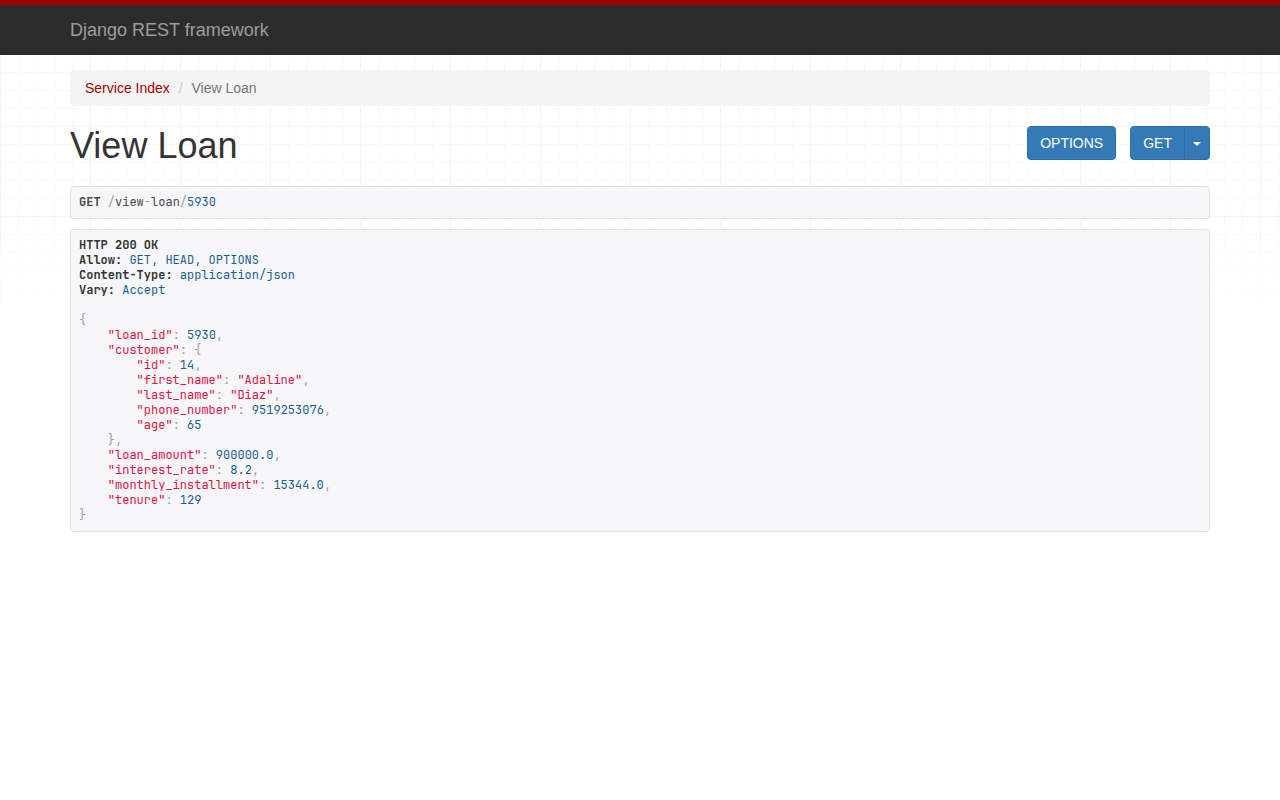 Django REST framework
Service Index / View Loan
View Loan
OPTIONS
GET
GET /view-loan/5930
HTTP 200 OK
Allow: GET, HEAD, OPTIONS
Content-Type: application/json
Vary: Accept
{
    "loan_id": 5930,
    "customer": {
        "id": 14,
        "first_name": "Adaline",
        "last_name": "Diaz",
        "phone_number": 9519253076,
        "age": 65
    },
    "loan_amount": 900000.0,
    "interest_rate": 8.2,
    "monthly_installment": 15344.0,
    "tenure": 129
}